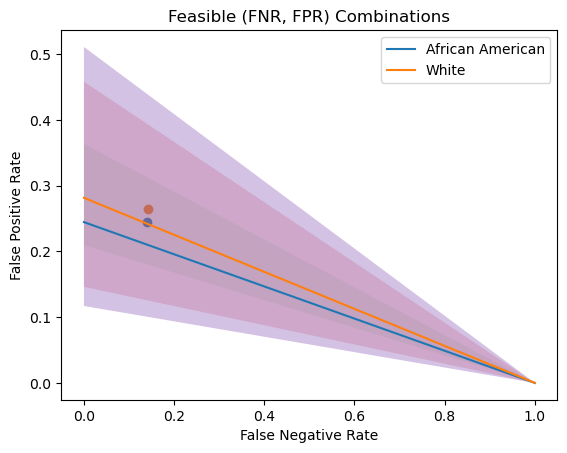 Feasible (FNR, FPR) Combinations
African American
White
False Positive Rate
0.5
0.4
0.3
0.2
0.1
0.0
0.0 0.2 0.4 0.6 0.8 1.0
False Negative Rate